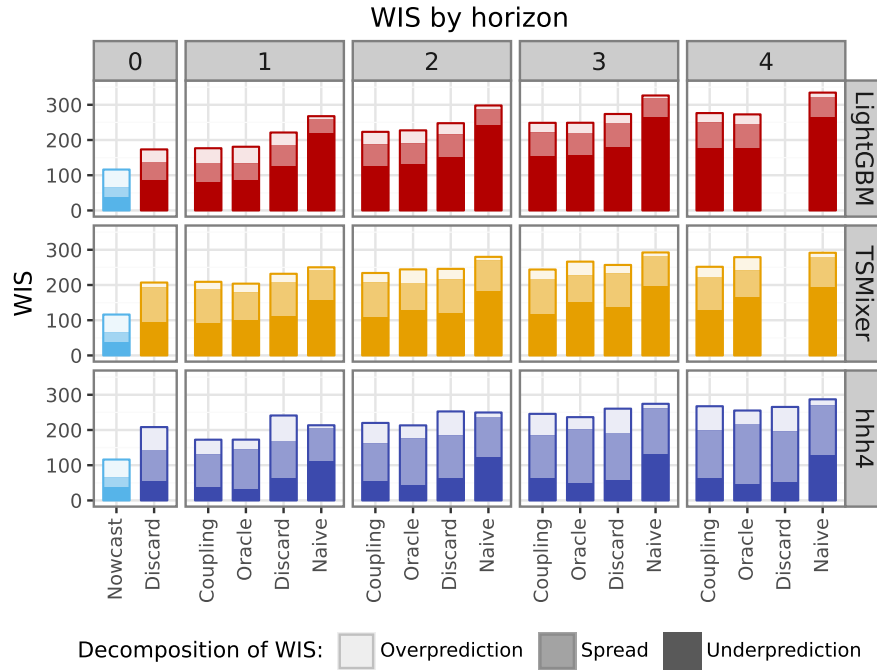 WIS by horizon
0 1 2 3 4
WIS
300
200
100
0
LightGBM
300
200
100
0
TSMixer
300
200
100
0
hhh4
Nowcast Discard Coupling Oracle Discard Naive Coupling Oracle Discard Naive Coupling Oracle Discard Naive Coupling Oracle Discard Naive
Decomposition of WIS: Overprediction Spread Underprediction